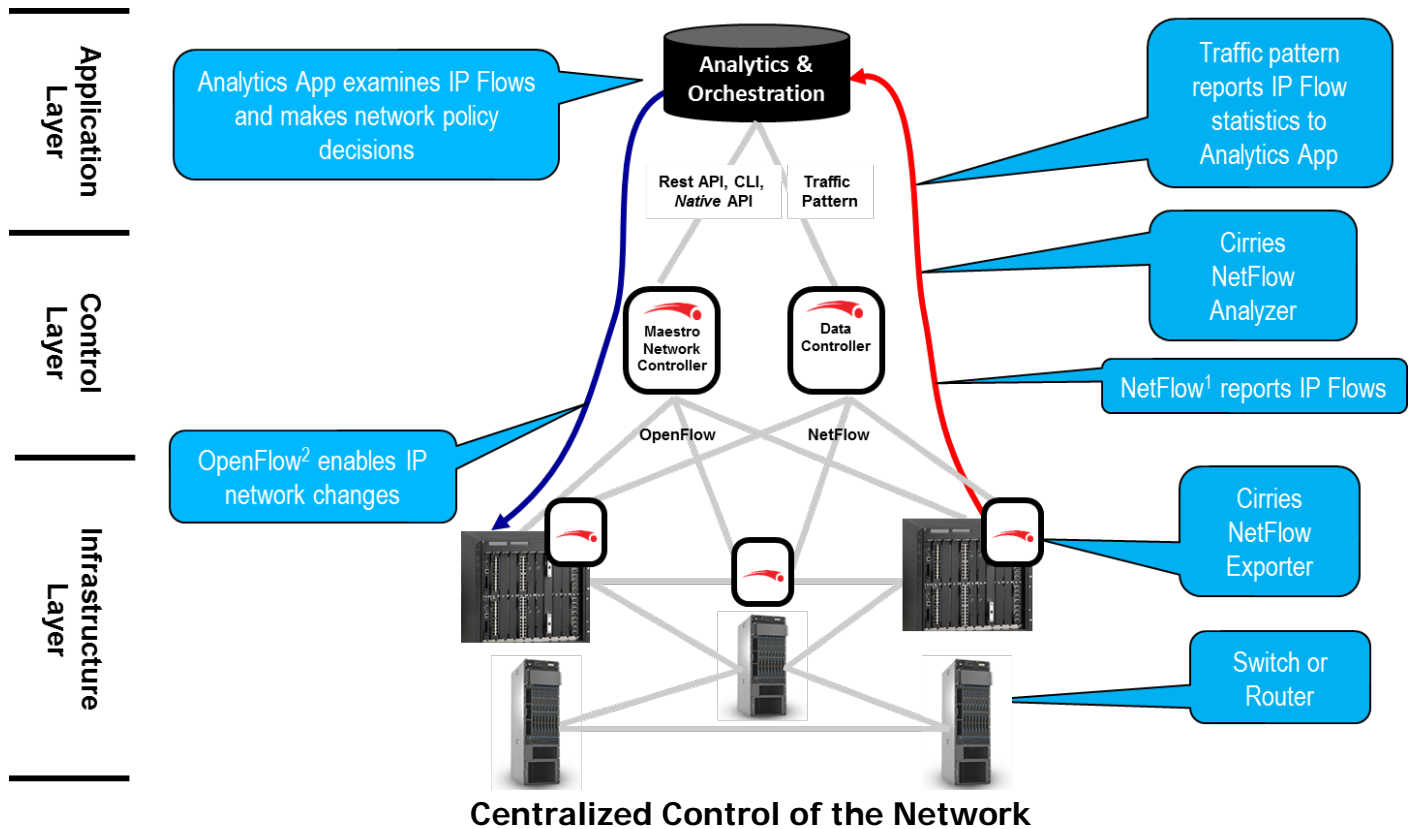 Application
Layer
Control
Layer
Infrastructure
Layer
Analytics App examines IP Flows
and makes network policy
decisions
Analytics &
Orchestration
Traffic pattern
reports IP Flow
statistics to
Analytics App
Rest API, CLI,
Native API
Traffic
Pattern
Cirries
NetFlow
Analyzer
Maestro
Network
Controller
Data
Controller
NetFlow¹ reports IP Flows
OpenFlow
NetFlow
OpenFlow² enables IP
network changes
Cirries
NetFlow
Exporter
Switch or
Router
Centralized Control of the Network